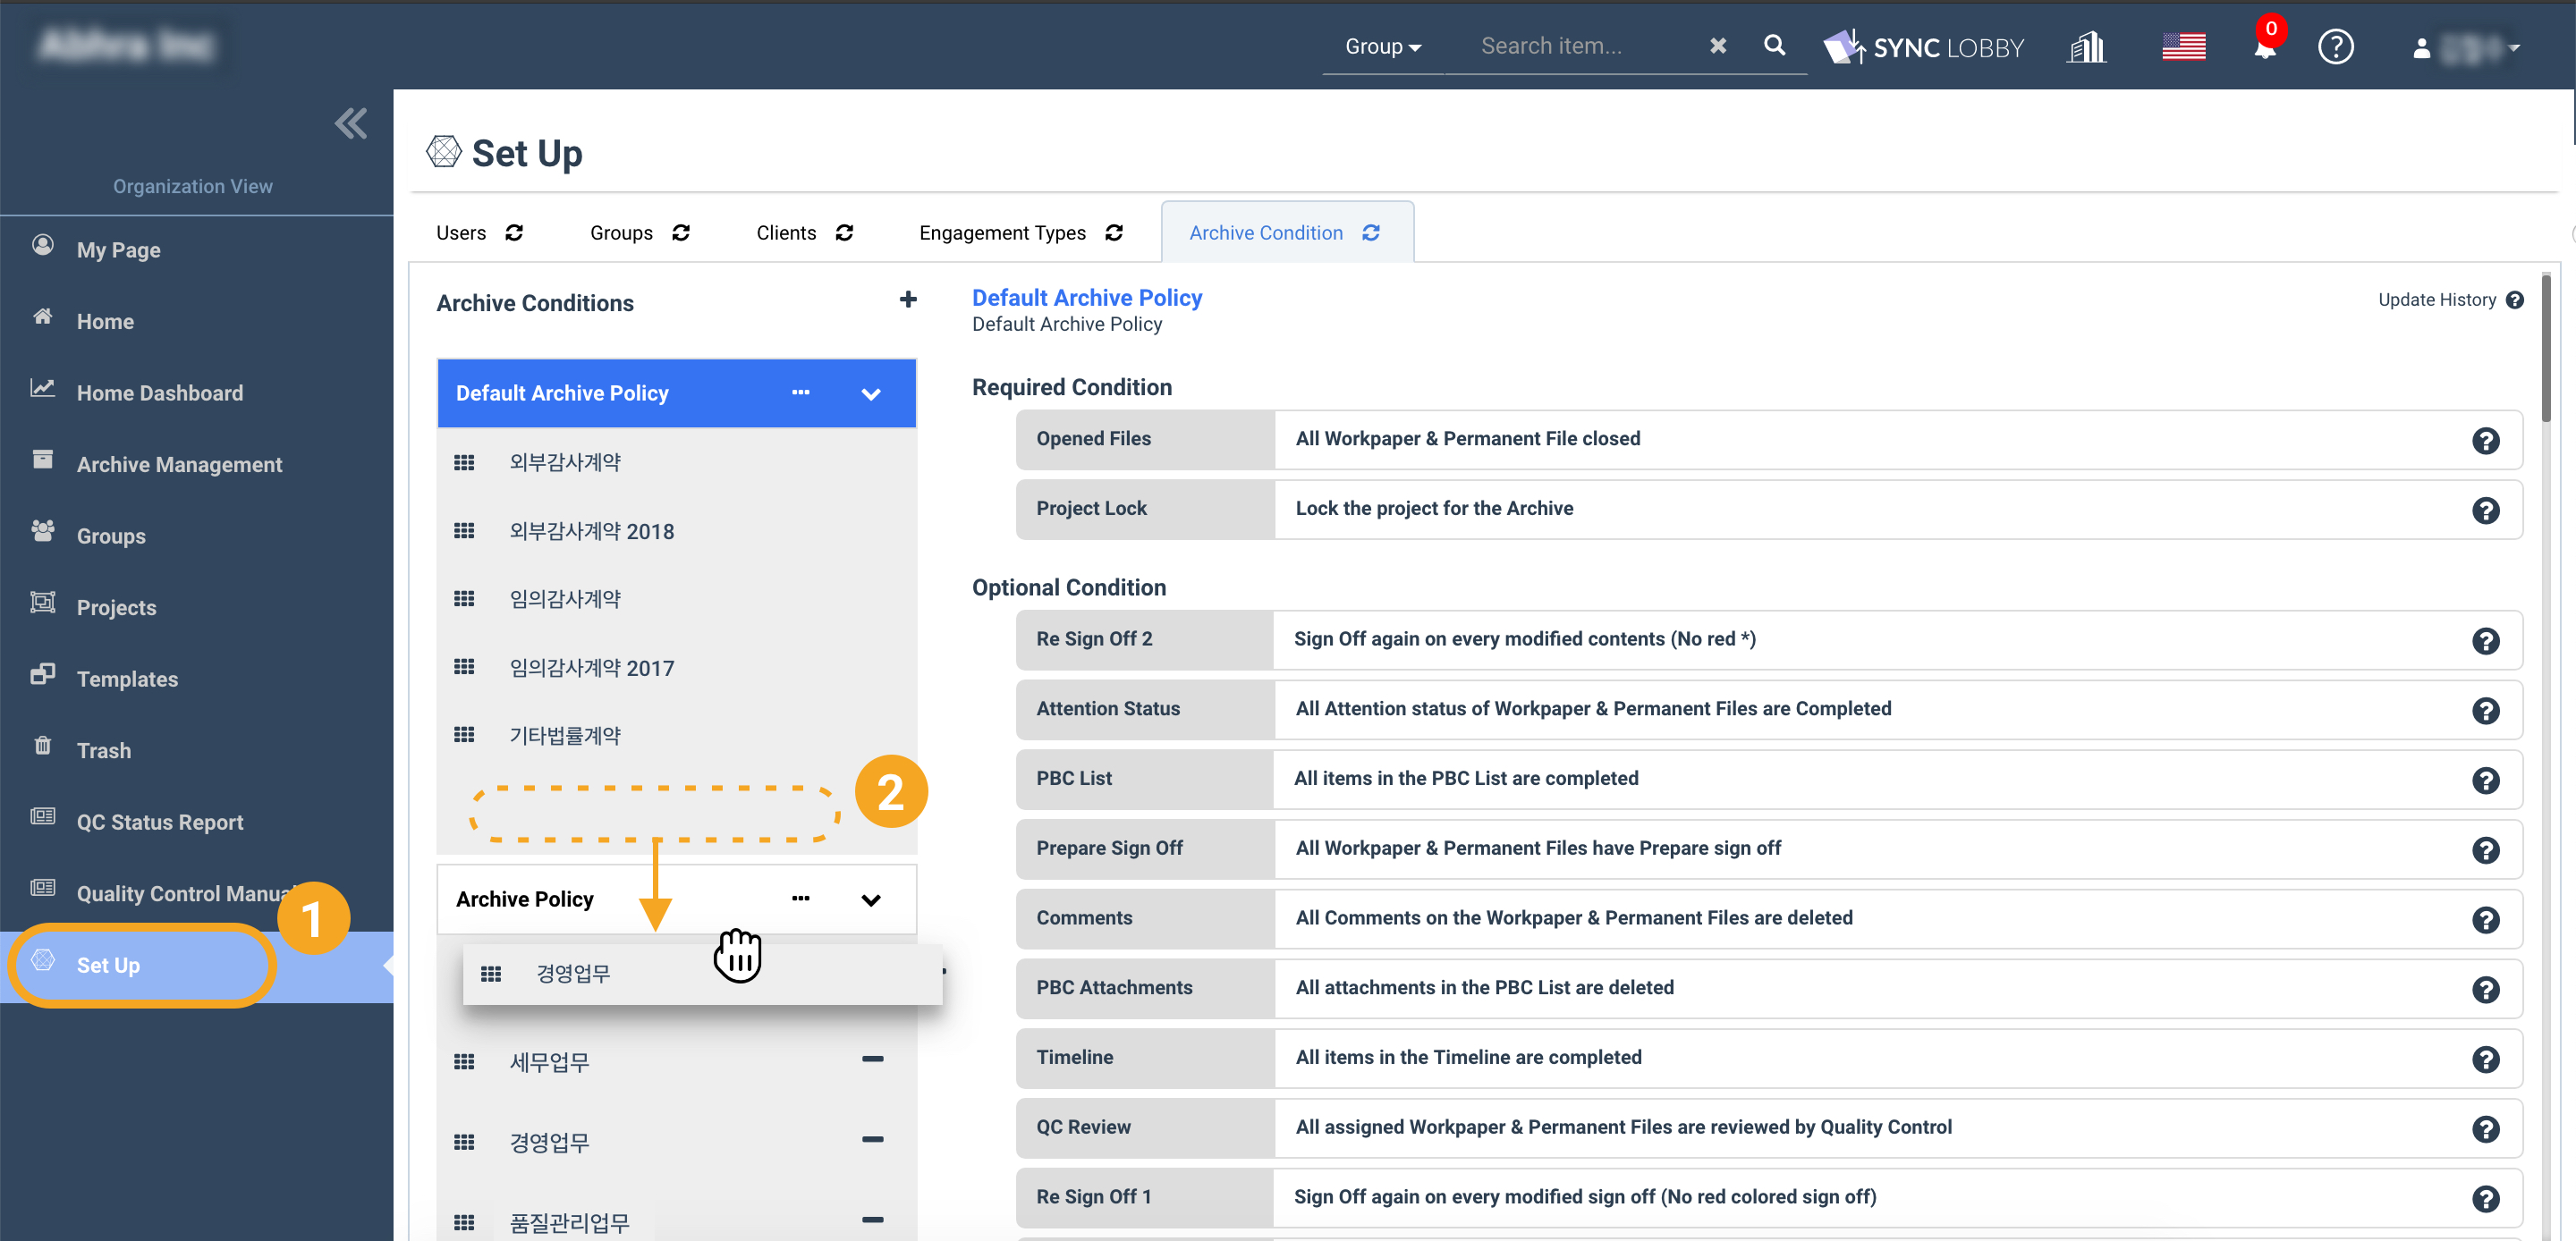 Group
Search item...
SYNC LOBBY
0
?
Organization View
My Page
Home
Home Dashboard
Archive Management
Groups
Projects
Templates
Trash
QC Status Report
Quality Control
1
Set Up
Set Up
Users
Groups
Clients
Engagement Types
Archive Condition
Archive Conditions
Default Archive Policy
외부감사계약
외부감사계약 2018
임의감사계약
임의감사계약 2017
기타법률계약
2
Archive Policy
경영업무
세무업무
경영업무
품질관리업무
Default Archive Policy
Default Archive Policy
Update History ?
Required Condition
Opened Files All Workpaper & Permanent File closed ?
Project Lock Lock the project for the Archive ?
Optional Condition
Re Sign Off 2 Sign Off again on every modified contents (No red *) ?
Attention Status All Attention status of Workpaper & Permanent Files are Completed ?
PBC List All items in the PBC List are completed ?
Prepare Sign Off All Workpaper & Permanent Files have Prepare sign off ?
Comments All Comments on the Workpaper & Permanent Files are deleted ?
PBC Attachments All attachments in the PBC List are deleted ?
Timeline All items in the Timeline are completed ?
QC Review All assigned Workpaper & Permanent Files are reviewed by Quality Control ?
Re Sign Off 1 Sign Off again on every modified sign off (No red colored sign off) ?